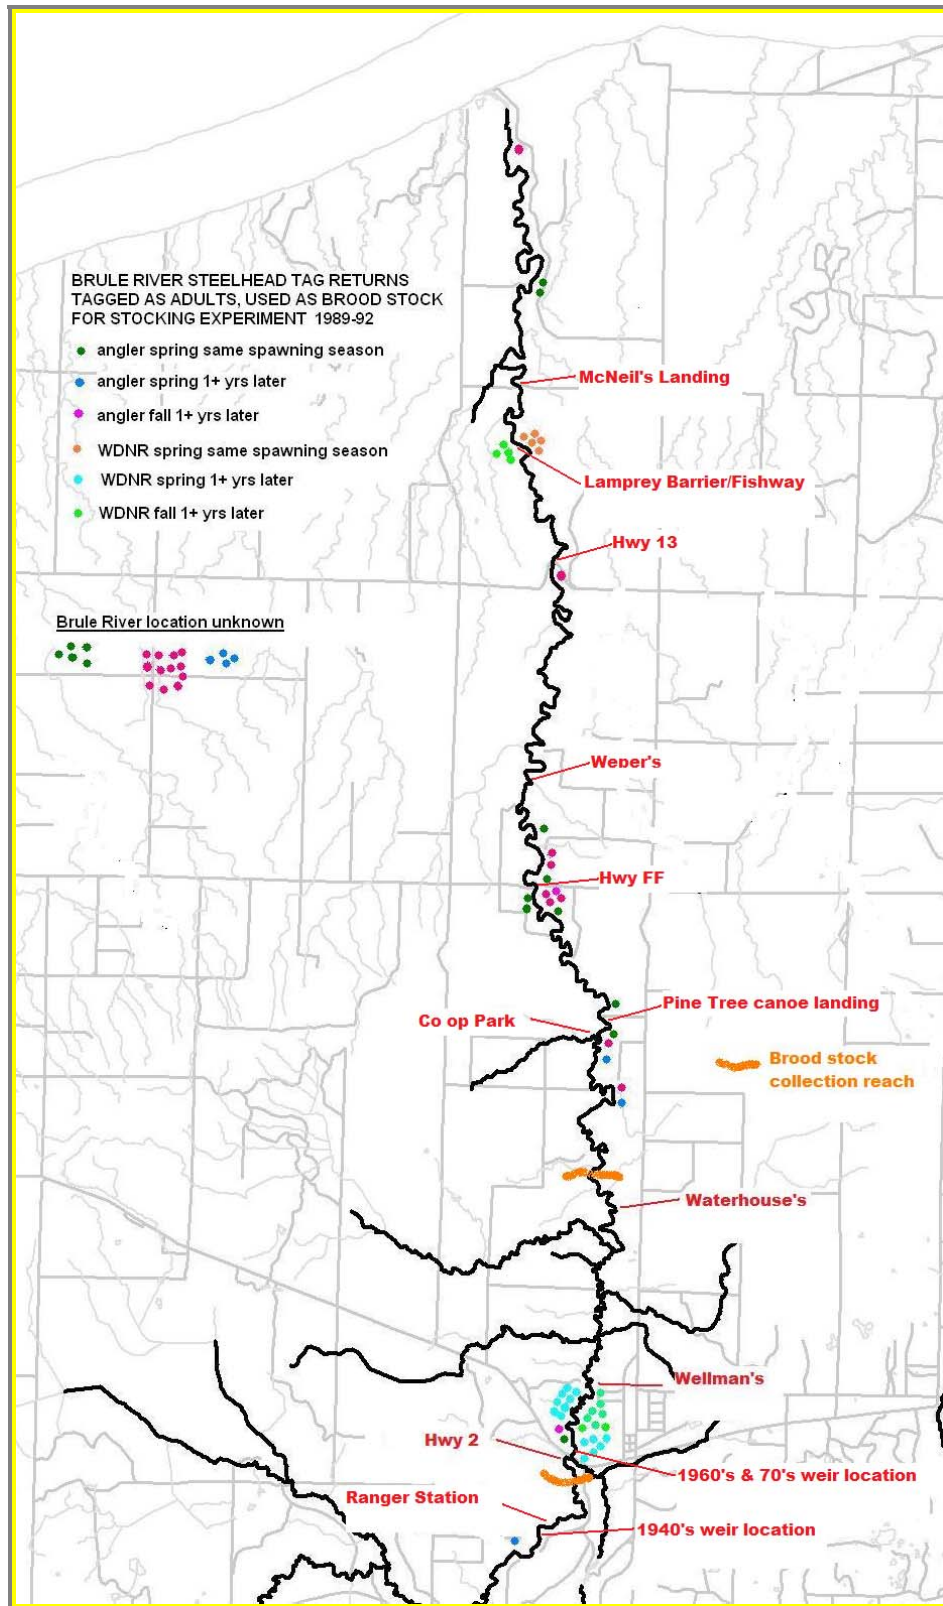 BRULE RIVER STEELHEAD TAG RETURNS
TAGGED AS ADULTS, USED AS BROOD STOCK
FOR STOCKING EXPERIMENT 1989-92
angler spring same spawning season
angler spring 1+ yrs later
angler fall 1+ yrs later
WDNR spring same spawning season
WDNR spring 1+ yrs later
WDNR fall 1+ yrs later
McNeil's Landing
Lamprey Barrier/Fishway
Hwy 13
Brule River location unknown
Weber's
Hwy FF
Pine Tree canoe landing
Co op Park
Brood stock
collection reach
Waterhouse's
Wellman's
Hwy 2
1960's & 70's weir location
Ranger Station
1940's weir location